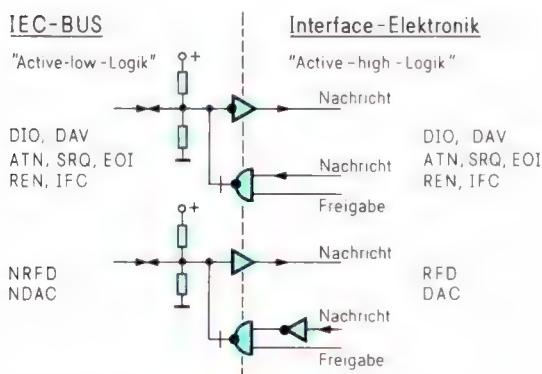 IEC-BUS
Interface-Elektronik
"Active-low-Logik"
"Active-high-Logik"
+
Nachricht
DIO, DAV
ATN, SRQ, EOI
REN, IFC
DIO, DAV
ATN, SRQ, EOI
REN, IFC
Nachricht
Freigabe
+
Nachricht
NRFD
NDAC
RFD
DAC
Nachricht
Freigabe